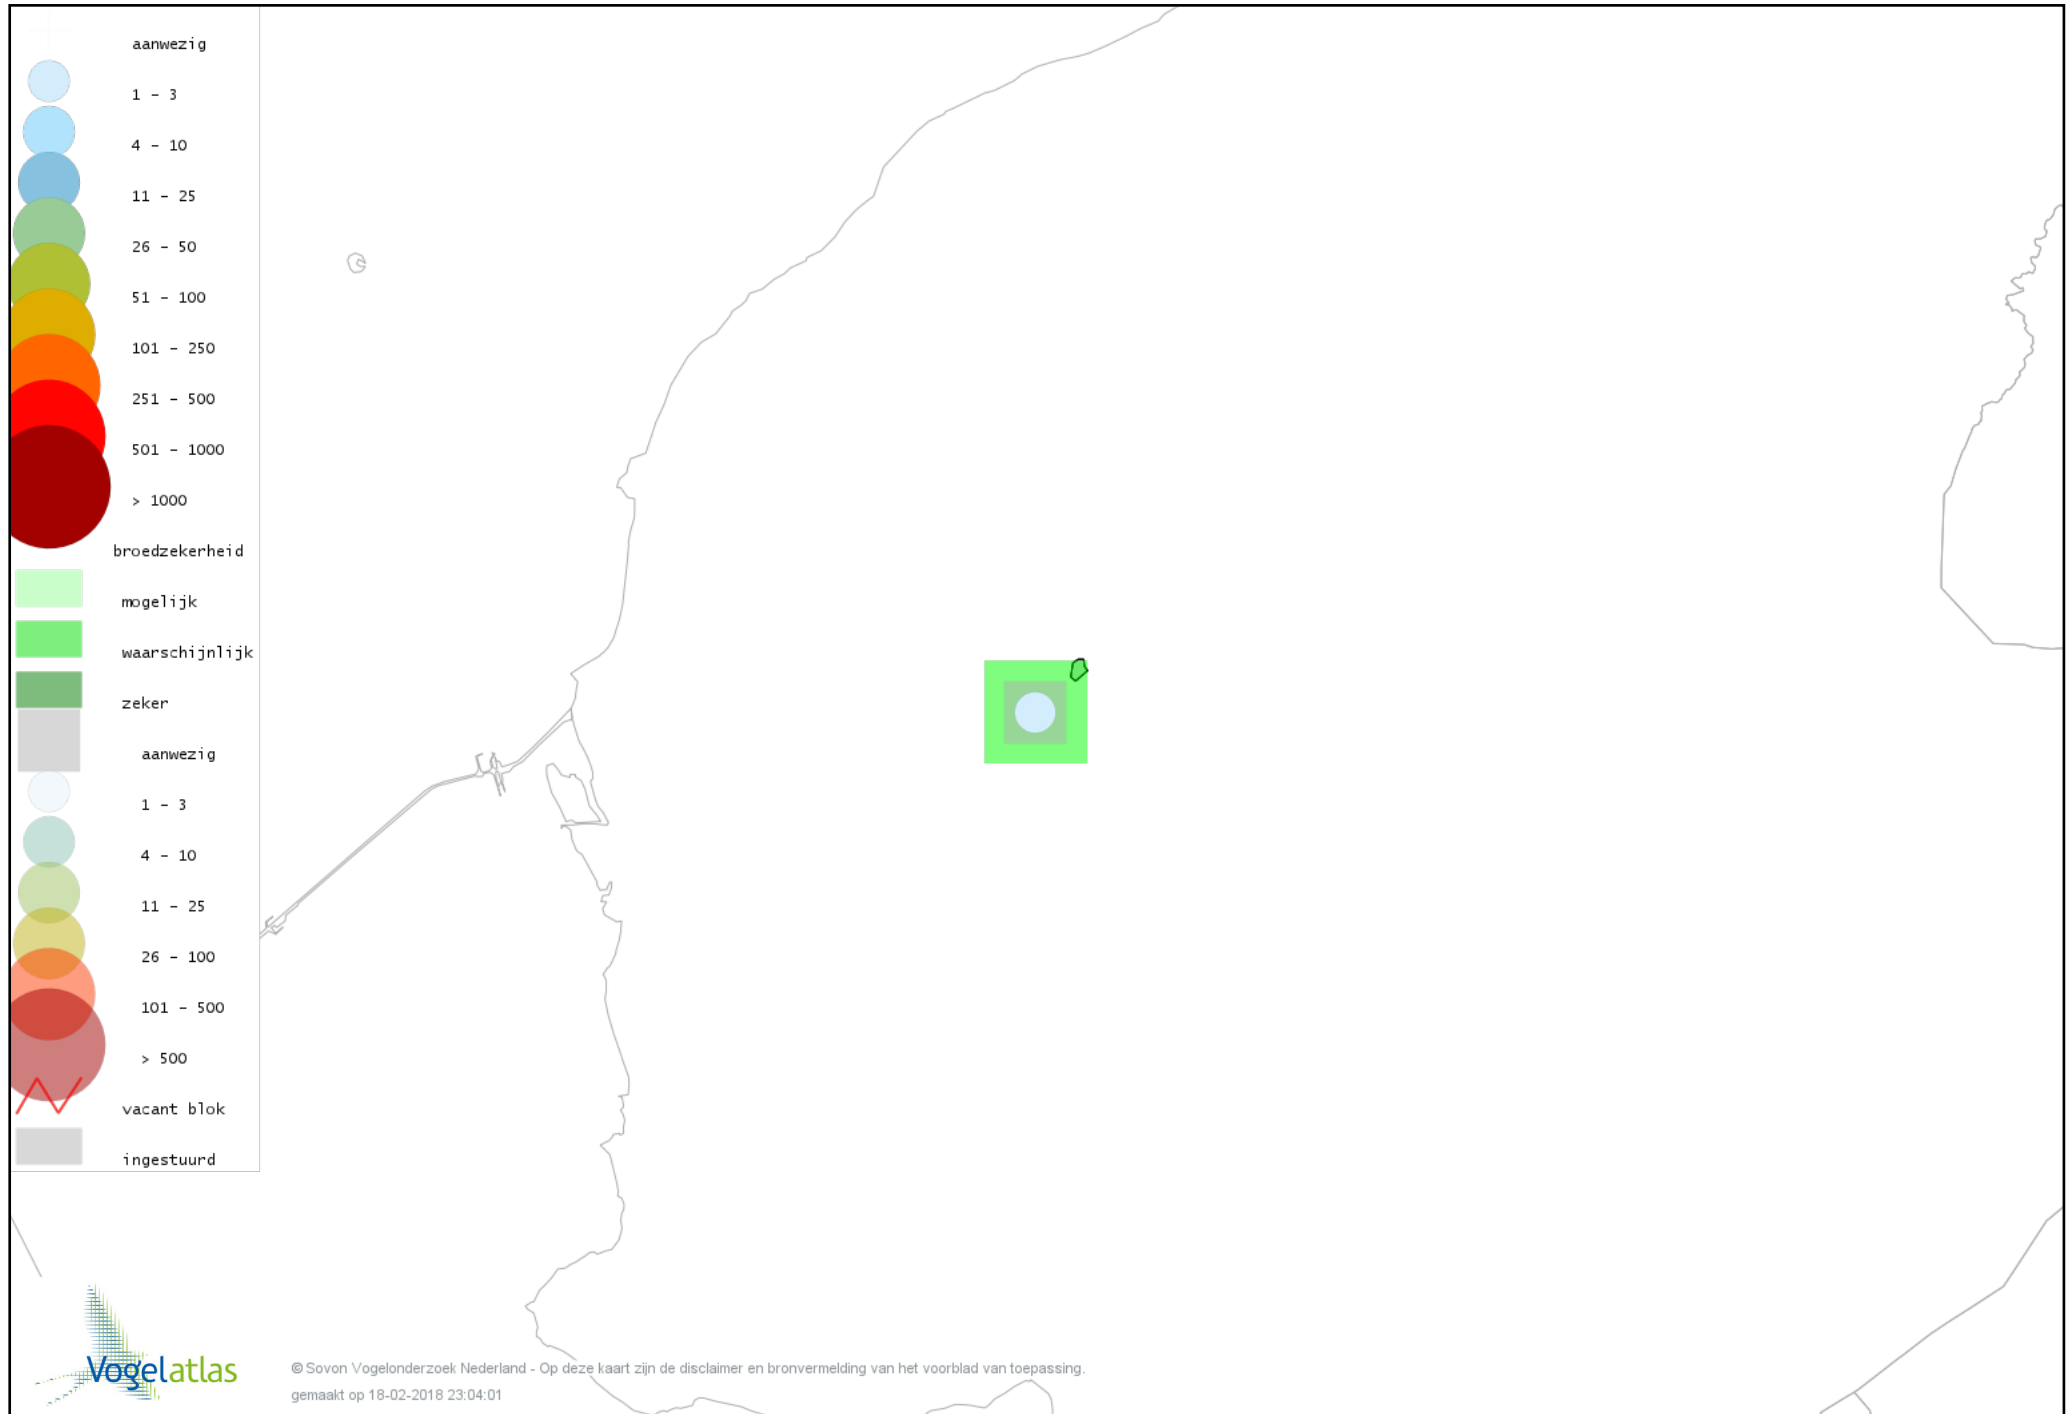 aanwezig
1 – 3
4 – 10
11 – 25
26 – 50
51 – 100
101 – 250
251 – 500
501 – 1000
> 1000
broedzekerheid
mogelijk
waarschijnlijk
zeker
aanwezig
1 – 3
4 – 10
11 – 25
26 – 100
101 – 500
> 500
vacant blok
ingestuurd
Vogelatlas
© Sovon Vogelonderzoek Nederland - Op deze kaart zijn de disclaimer en bronvermelding van het voorblad van toepassing.
gemaakt op 18-02-2018 23:04:01